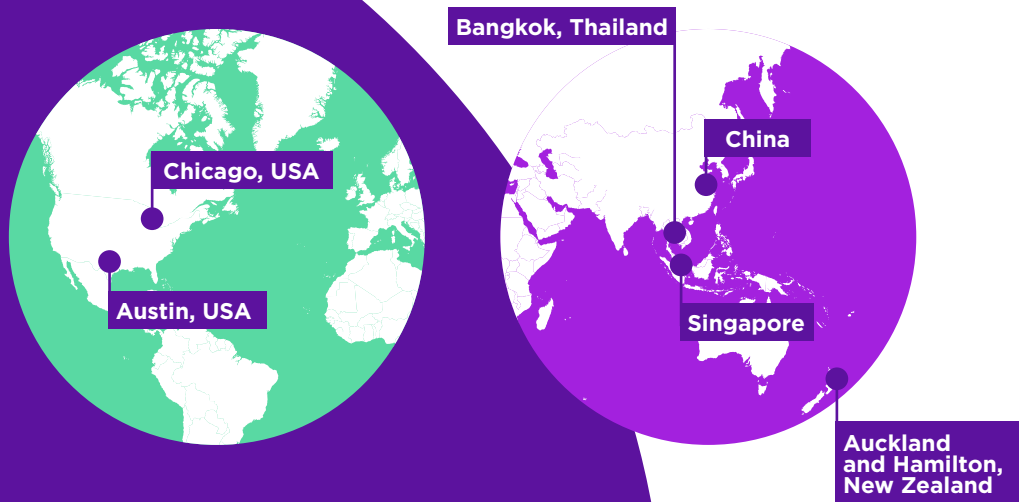 Bangkok, Thailand
China
Chicago, USA
Austin, USA
Singapore
Auckland
and Hamilton,
New Zealand